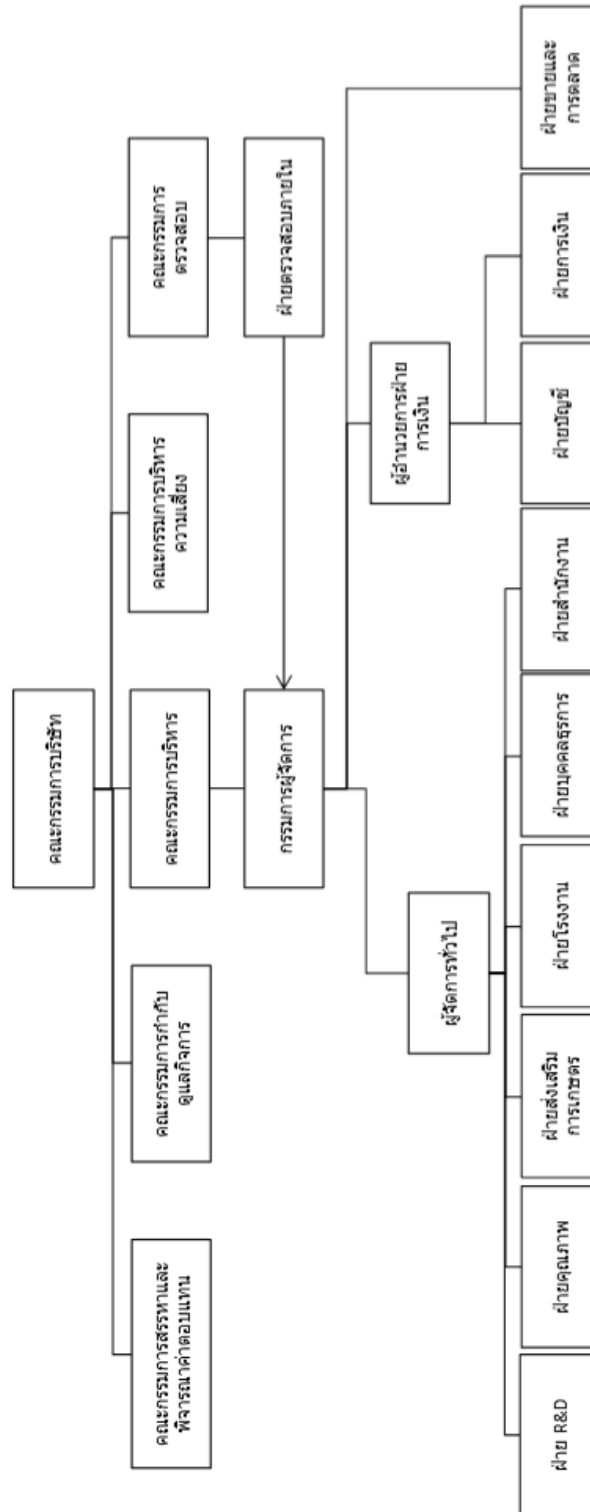 คณะกรรมการบริษัท
คณะกรรมการสรรหาและ
พิจารณาค่าตอบแทน
คณะกรรมการกำกับ
ดูแลกิจการ
คณะกรรมการบริหาร
คณะกรรมการบริหาร
ความเสี่ยง
คณะกรรมการ
ตรวจสอบ
กรรมการผู้จัดการ
ฝ่ายตรวจสอบภายใน
ผู้จัดการทั่วไป
ผู้อำนวยการฝ่าย
การเงิน
ฝ่าย R&D
ฝ่ายคุณภาพ
ฝ่ายส่งเสริม
การเกษตร
ฝ่ายโรงงาน
ฝ่ายบุคคลธุรการ
ฝ่ายสำนักงาน
ฝ่ายบัญชี
ฝ่ายการเงิน
ฝ่ายขายและ
การตลาด